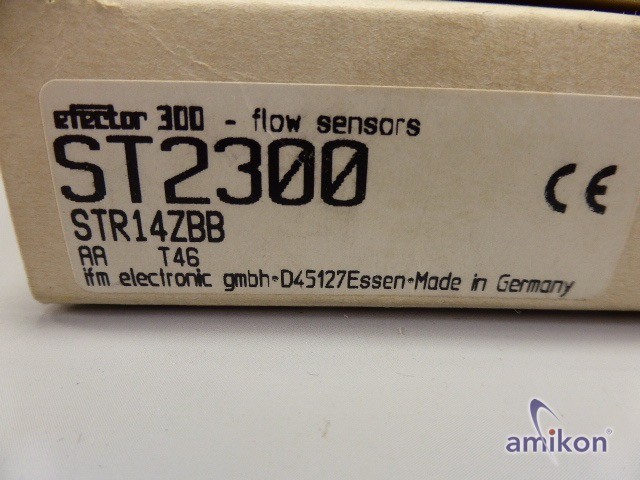 efector 300 - flow sensors
ST2300
CE
STR14ZBB
AA T46
ifm electronic gmbh•D45127Essen•Made in Germany
amikon®